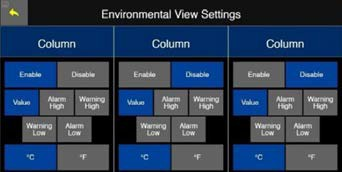 Environmental View Settings
Column Column Column
Enable Disable Enable Disable Enable Disable
Value Alarm High Warning High Value Alarm High Warning High Value Alarm High Warning High
Warning Low Alarm Low Warning Low Alarm Low Warning Low Alarm Low
°C °F °C °F °C °F